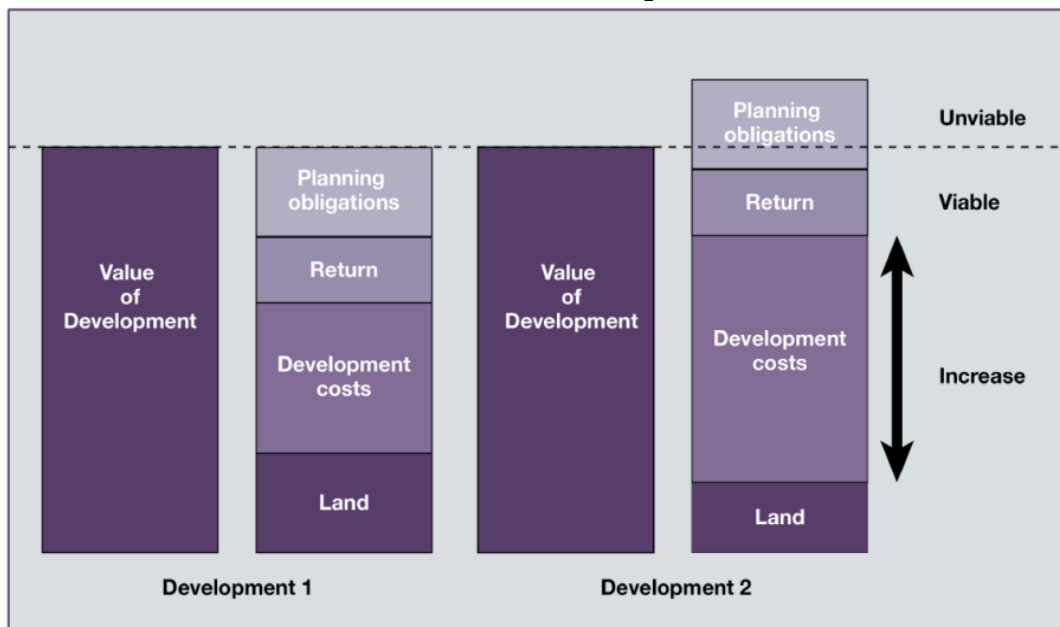 Value
of
Development
Planning
obligations
Return
Development
costs
Land
Development 1
Value
of
Development
Planning
obligations
Return
Development
costs
Land
Development 2
Unviable
Viable
Increase